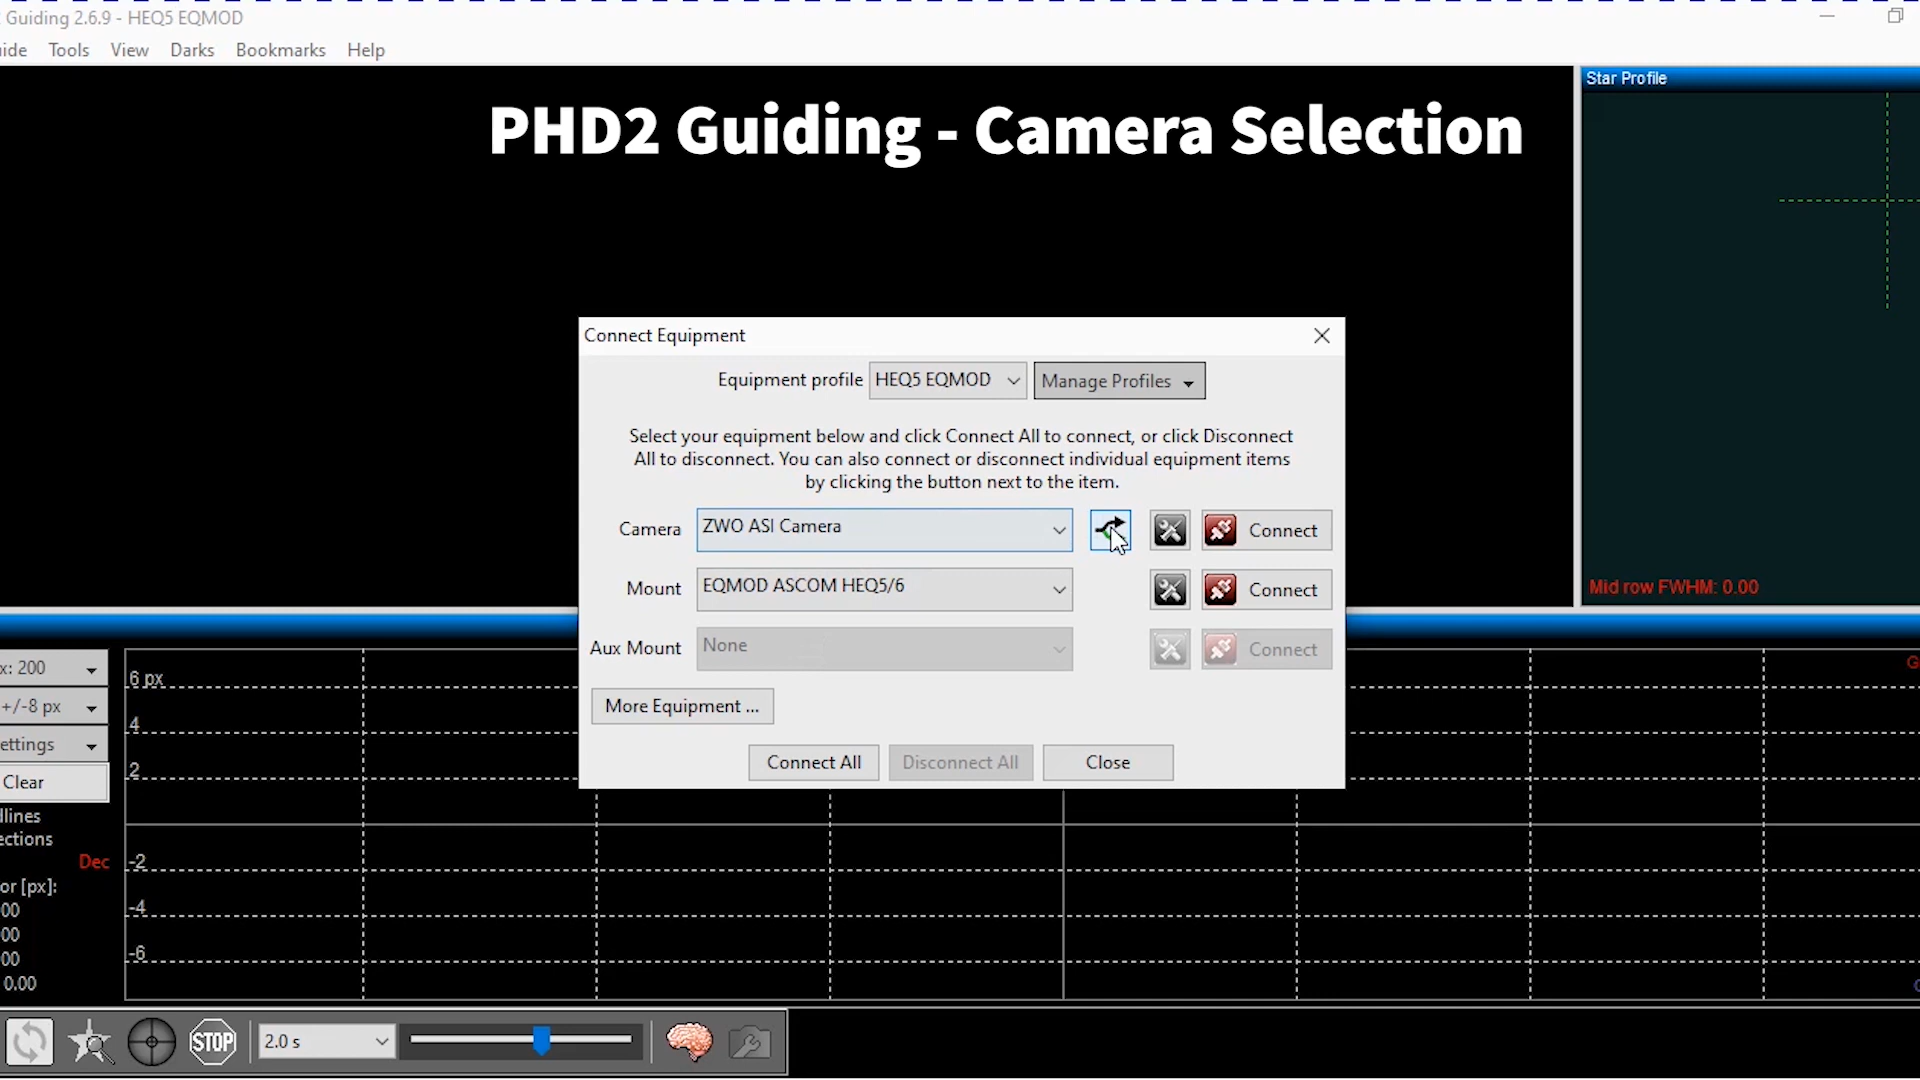 Guiding 2.6.9 - HEQ5 EQMOD
ide Tools View Darks Bookmarks Help
PHD2 Guiding - Camera Selection
Star Profile
Mid row FWHM: 0.00
Connect Equipment
Equipment profile HEQ5 EQMOD Manage Profiles
Select your equipment below and click Connect All to connect, or click Disconnect
All to disconnect. You can also connect or disconnect individual equipment items
by clicking the button next to the item.
Camera ZWO ASI Camera Connect
Mount EQMOD ASCOM HEQ5/6 Connect
Aux Mount None Connect
More Equipment ...
Connect All Disconnect All Close
x: 200
+/-8 px
ettings
Clear
lines
ections
Dec
or [px]:
00
00
00
0.00
6 px
4
2
-2
-4
-6
STOP
2.0 s